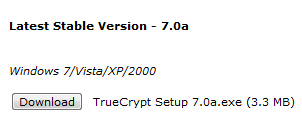 Latest Stable Version - 7.0a
Windows 7/Vista/XP/2000
Download TrueCrypt Setup 7.0a.exe (3.3 MB)